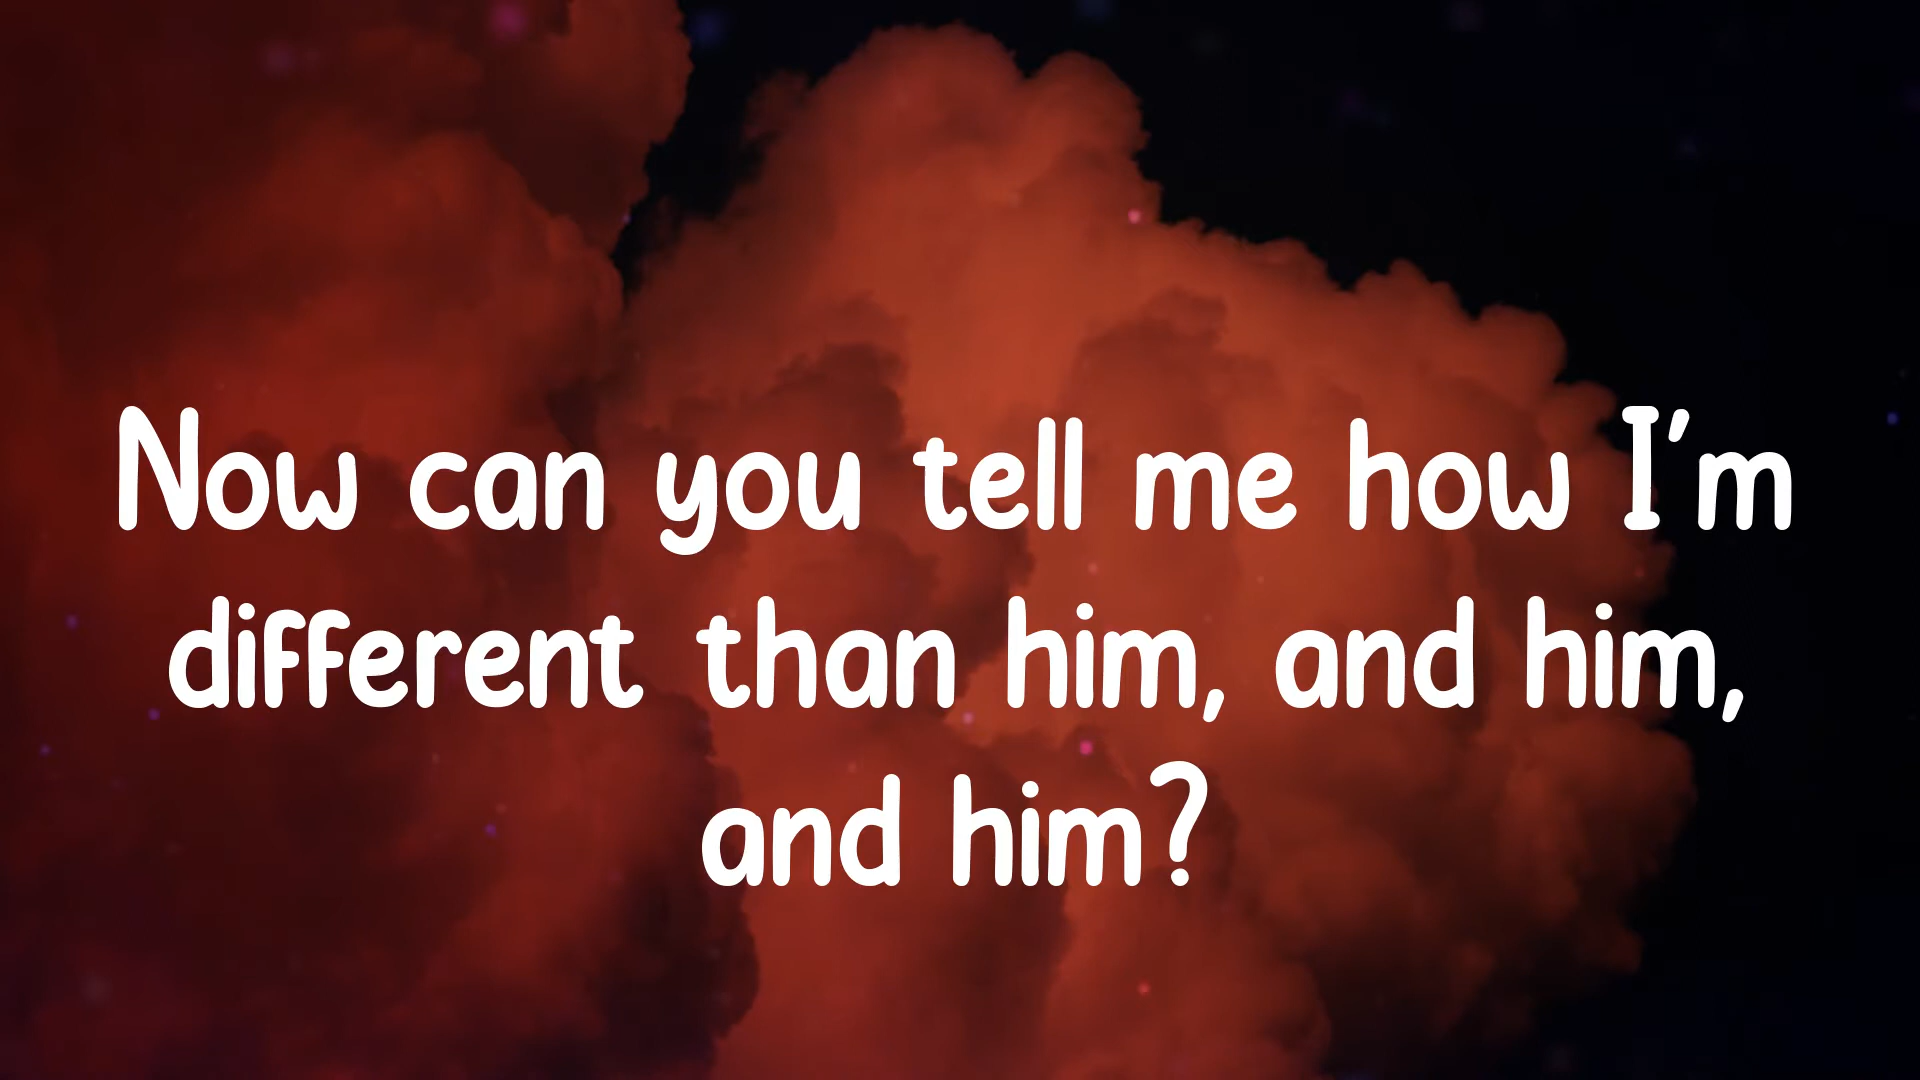 Now can you tell me how I'm
different than him, and him,
and him?